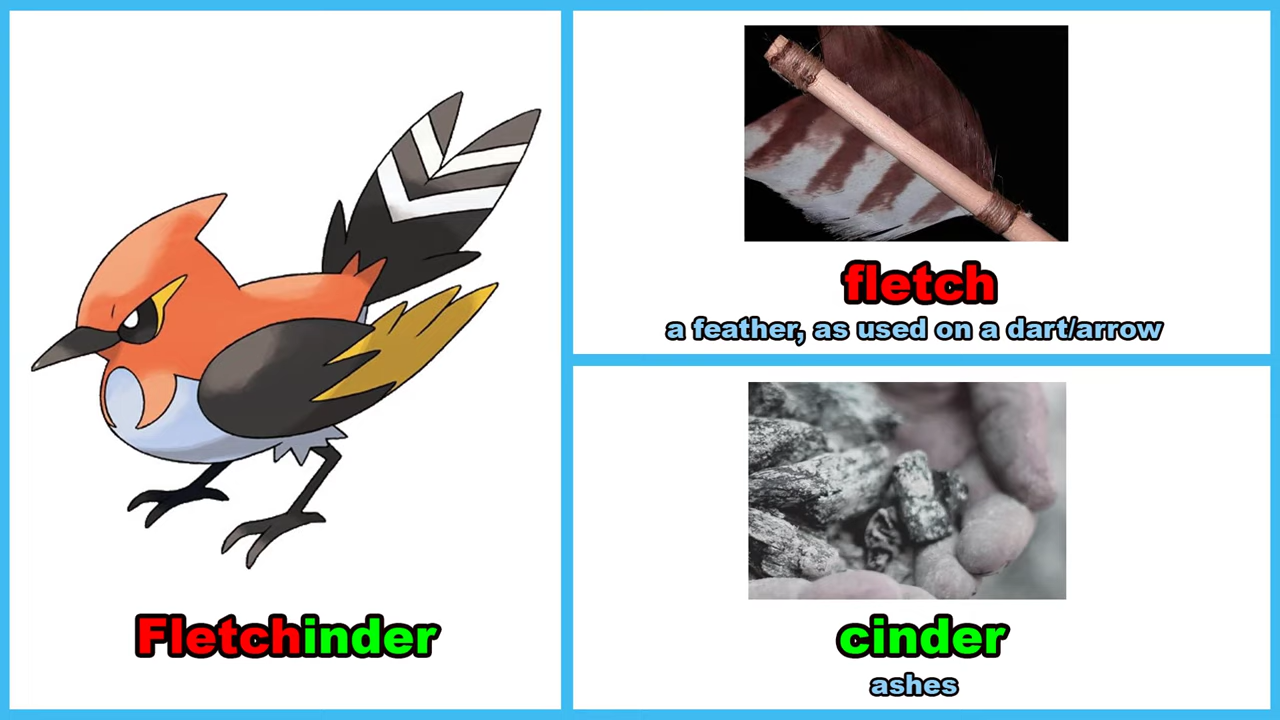 Fletchinder
fletch
a feather, as used on a dart/arrow
cinder
ashes